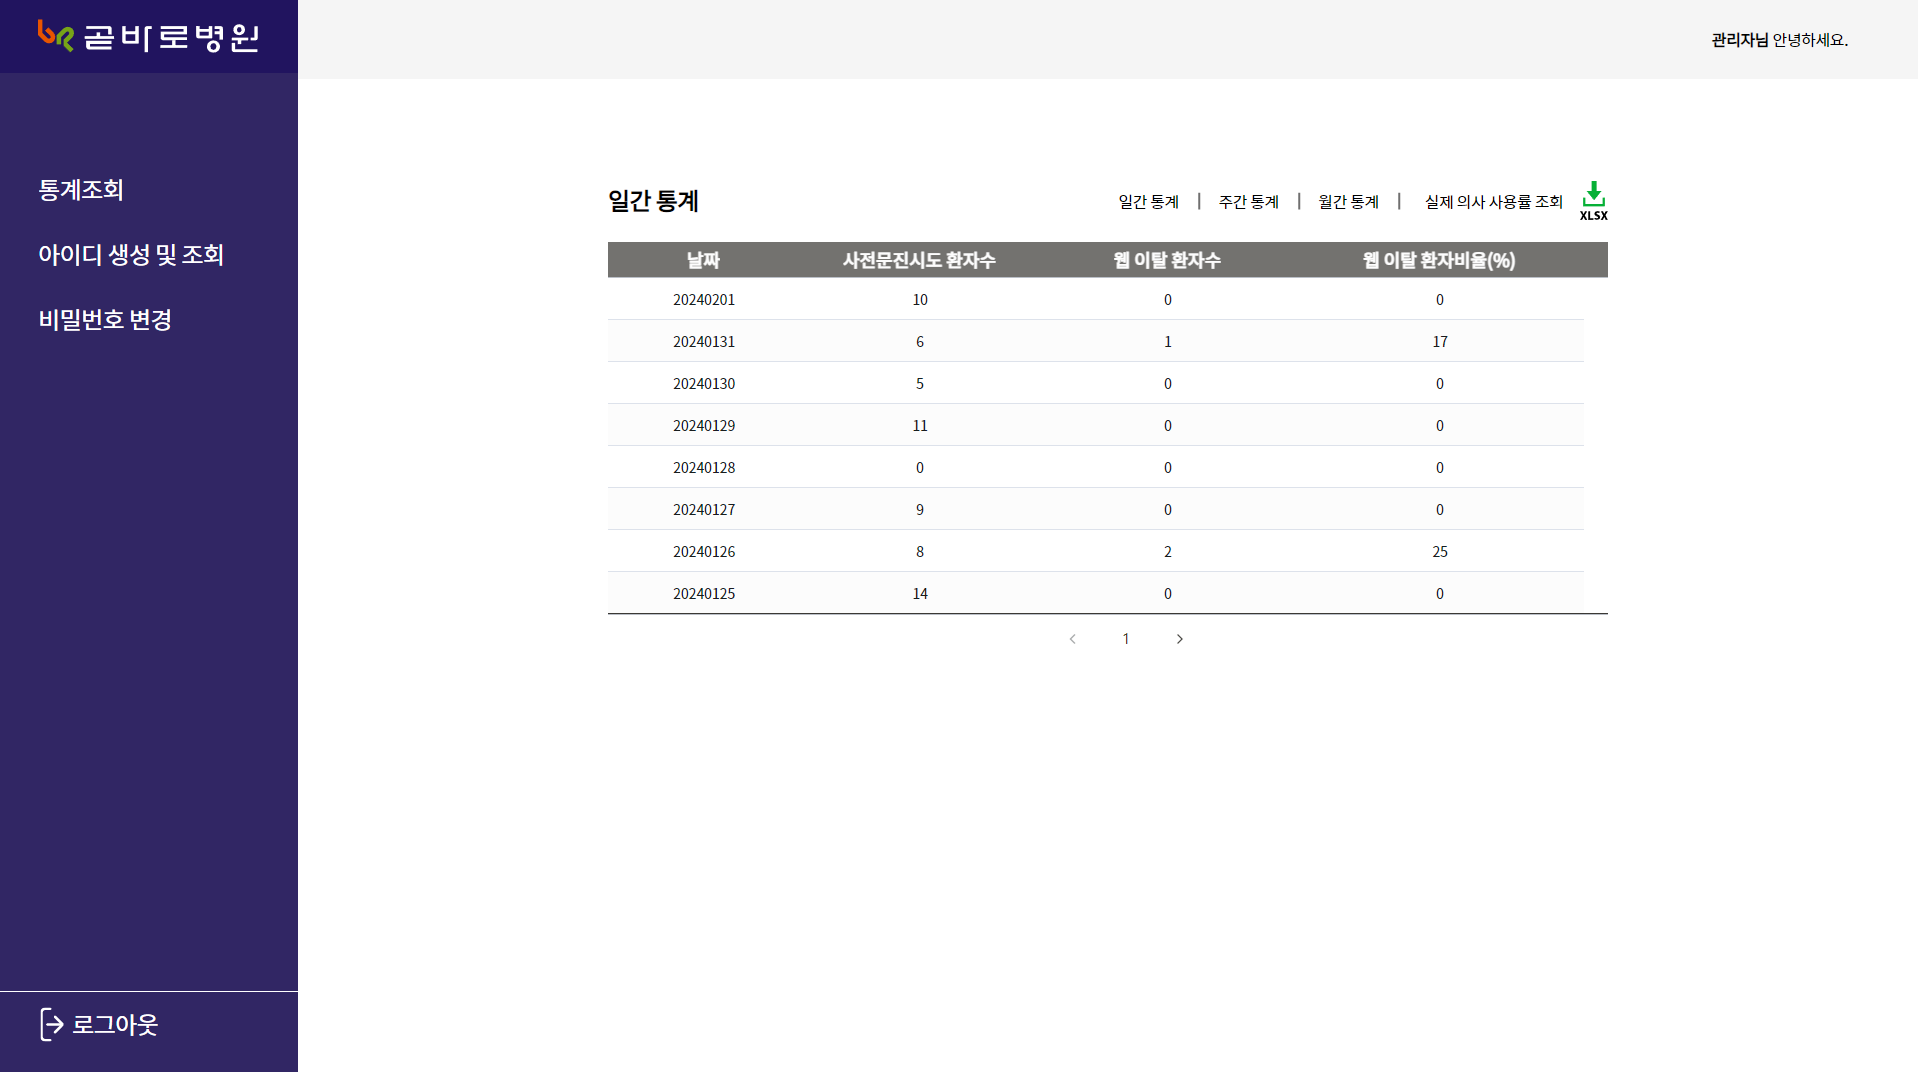 곧바로병원
관리자님 안녕하세요.
통계조회
아이디 생성 및 조회
비밀번호 변경
로그아웃
일간 통계
일간 통계 | 주간 통계 | 월간 통계 | 실제 의사 사용률 조회
XLSX
날짜 사전문진시도 환자수 웹 이탈 환자수 웹 이탈 환자비율(%)
20240201 10 0 0
20240131 6 1 17
20240130 5 0 0
20240129 11 0 0
20240128 0 0 0
20240127 9 0 0
20240126 8 2 25
20240125 14 0 0
1